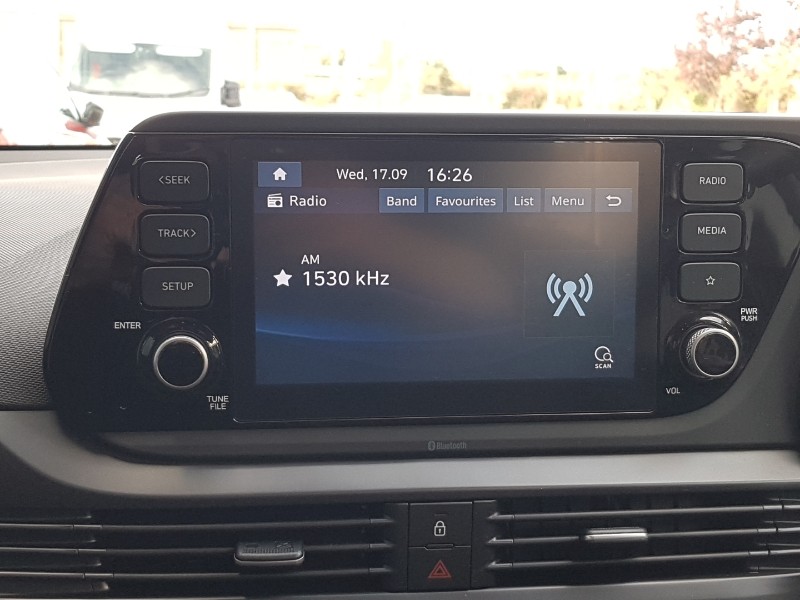 <SEEK
Wed, 17.09 16:26
RADIO
Radio Band Favourites List Menu
TRACK>
MEDIA
AM
1530 kHz
SETUP
ENTER
PWR
PUSH
SCAN
TUNE
FILE
VOL
Bluetooth